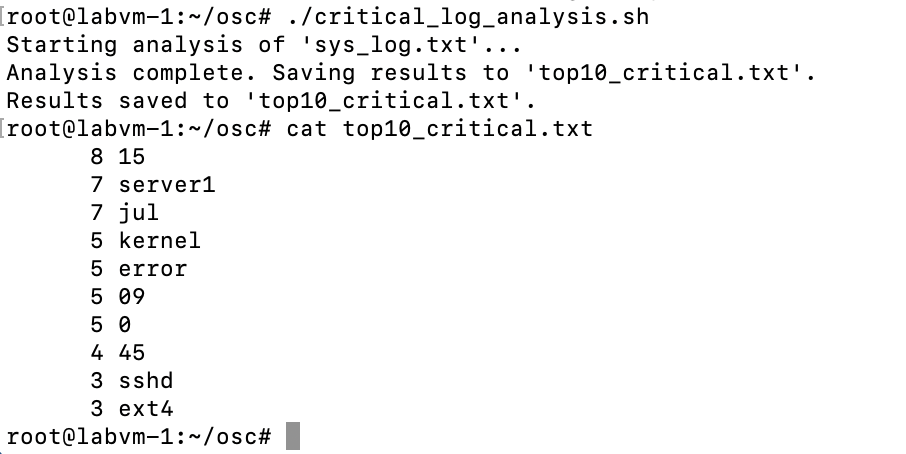 [root@labvm-1:~/osc# ./critical_log_analysis.sh
Starting analysis of 'sys_log.txt'...
Analysis complete. Saving results to 'top10_critical.txt'.
Results saved to 'top10_critical.txt'.
[root@labvm-1:~/osc# cat top10_critical.txt
      8 15
      7 server1
      7 jul
      5 kernel
      5 error
      5 09
      5 0
      4 45
      3 sshd
      3 ext4
root@labvm-1:~/osc#